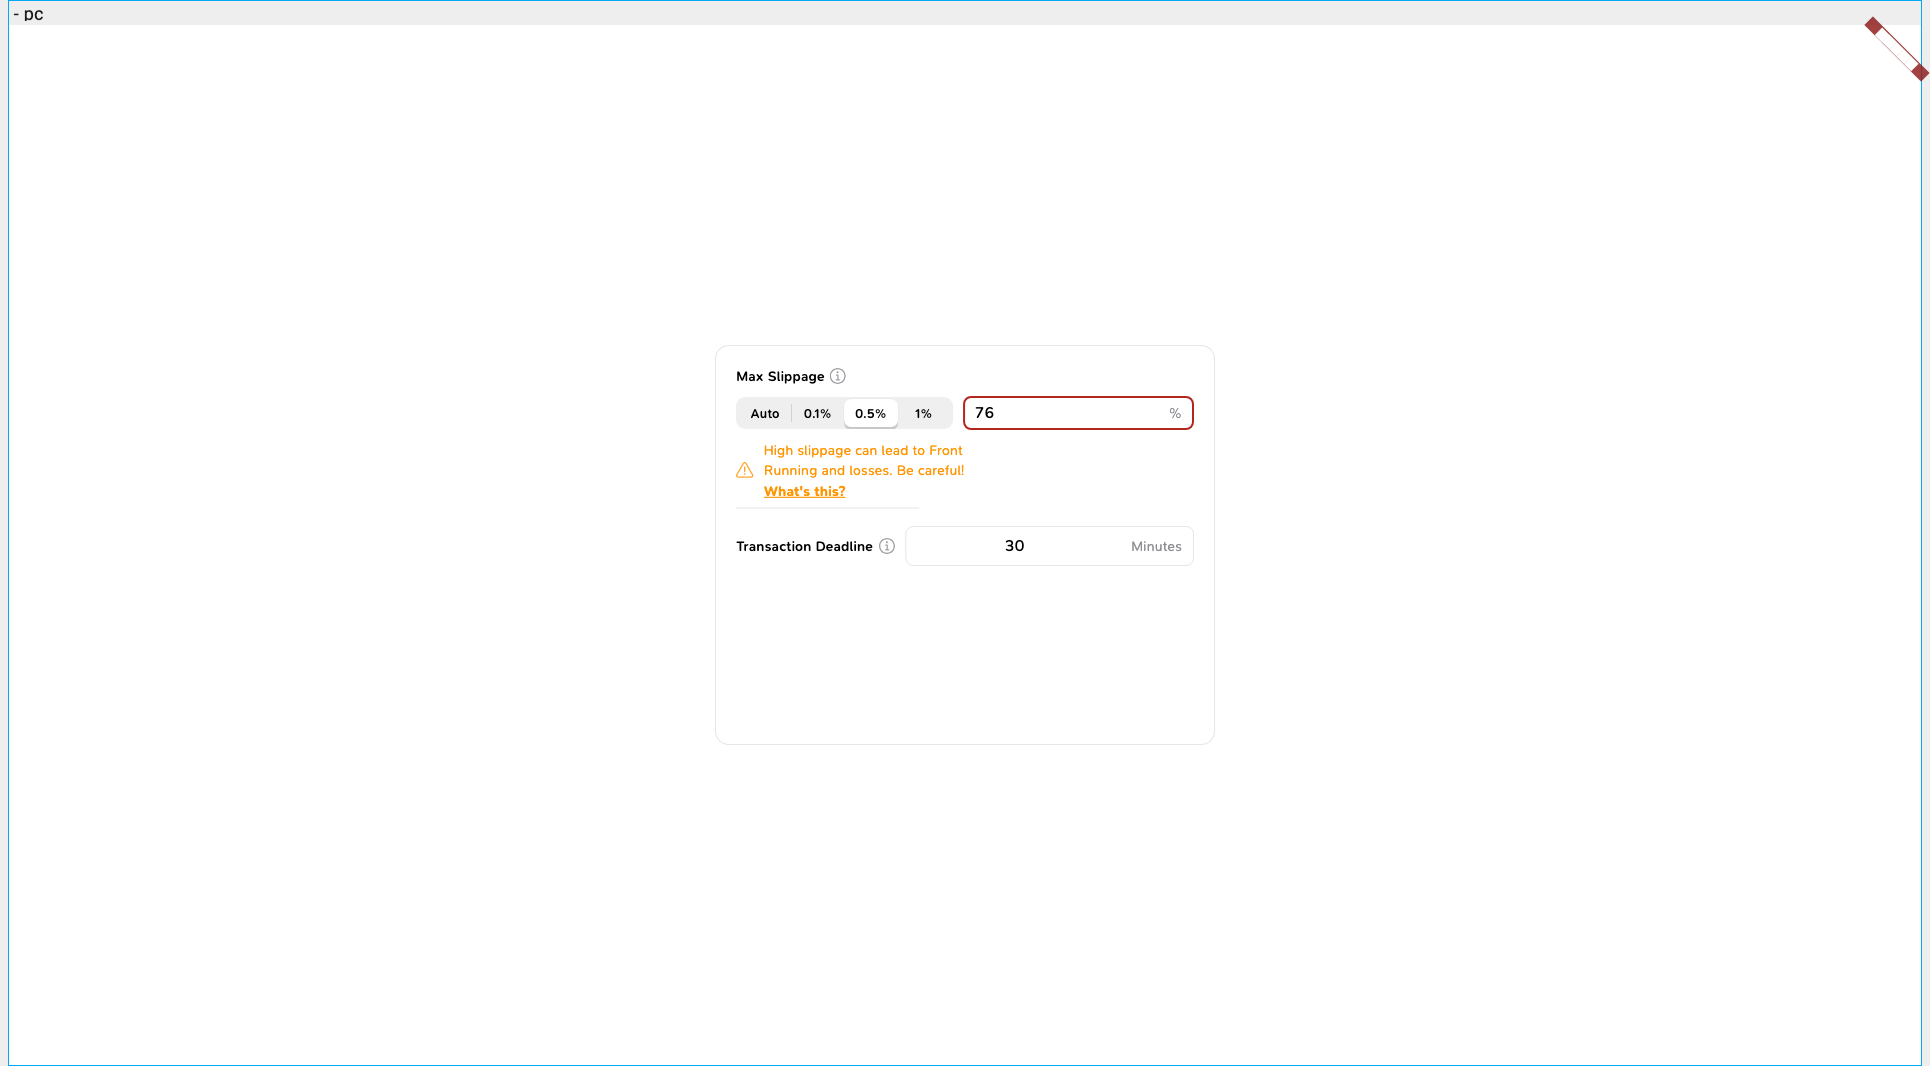 - pc
Max Slippage
Auto 0.1% 0.5% 1% 76 %
High slippage can lead to Front
Running and losses. Be careful!
What's this?
Transaction Deadline 30 Minutes